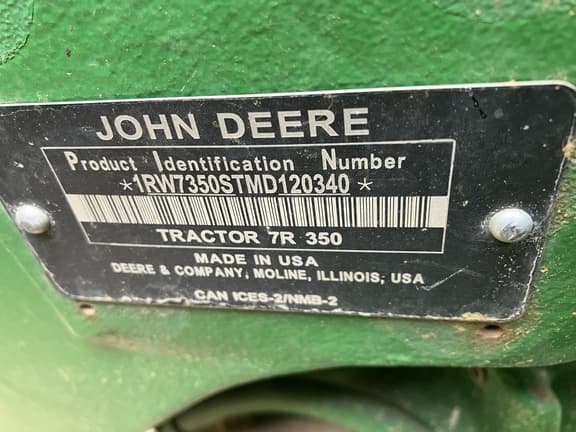 JOHN DEERE
Product Identification Number
*1RW7350STMD120340*
TRACTOR 7R 350
MADE IN USA
DEERE & COMPANY, MOLINE, ILLINOIS, USA
CAN ICES-2/NMB-2